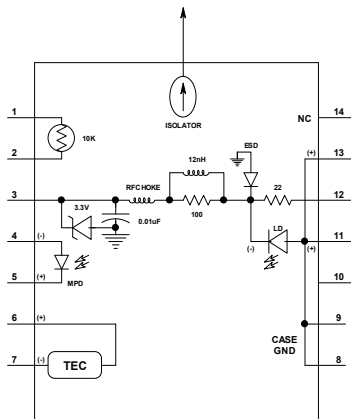 ISOLATOR
1
10K
2
14
NC
(+)
13
12nH
ESD
RFCHOKE
22
12
3
3.3V
0.01uF
100
LD
4
(-)
(-)
(+)
11
5
(+)
MPD
10
6
(+)
9
CASE
GND
7
(-)
TEC
8